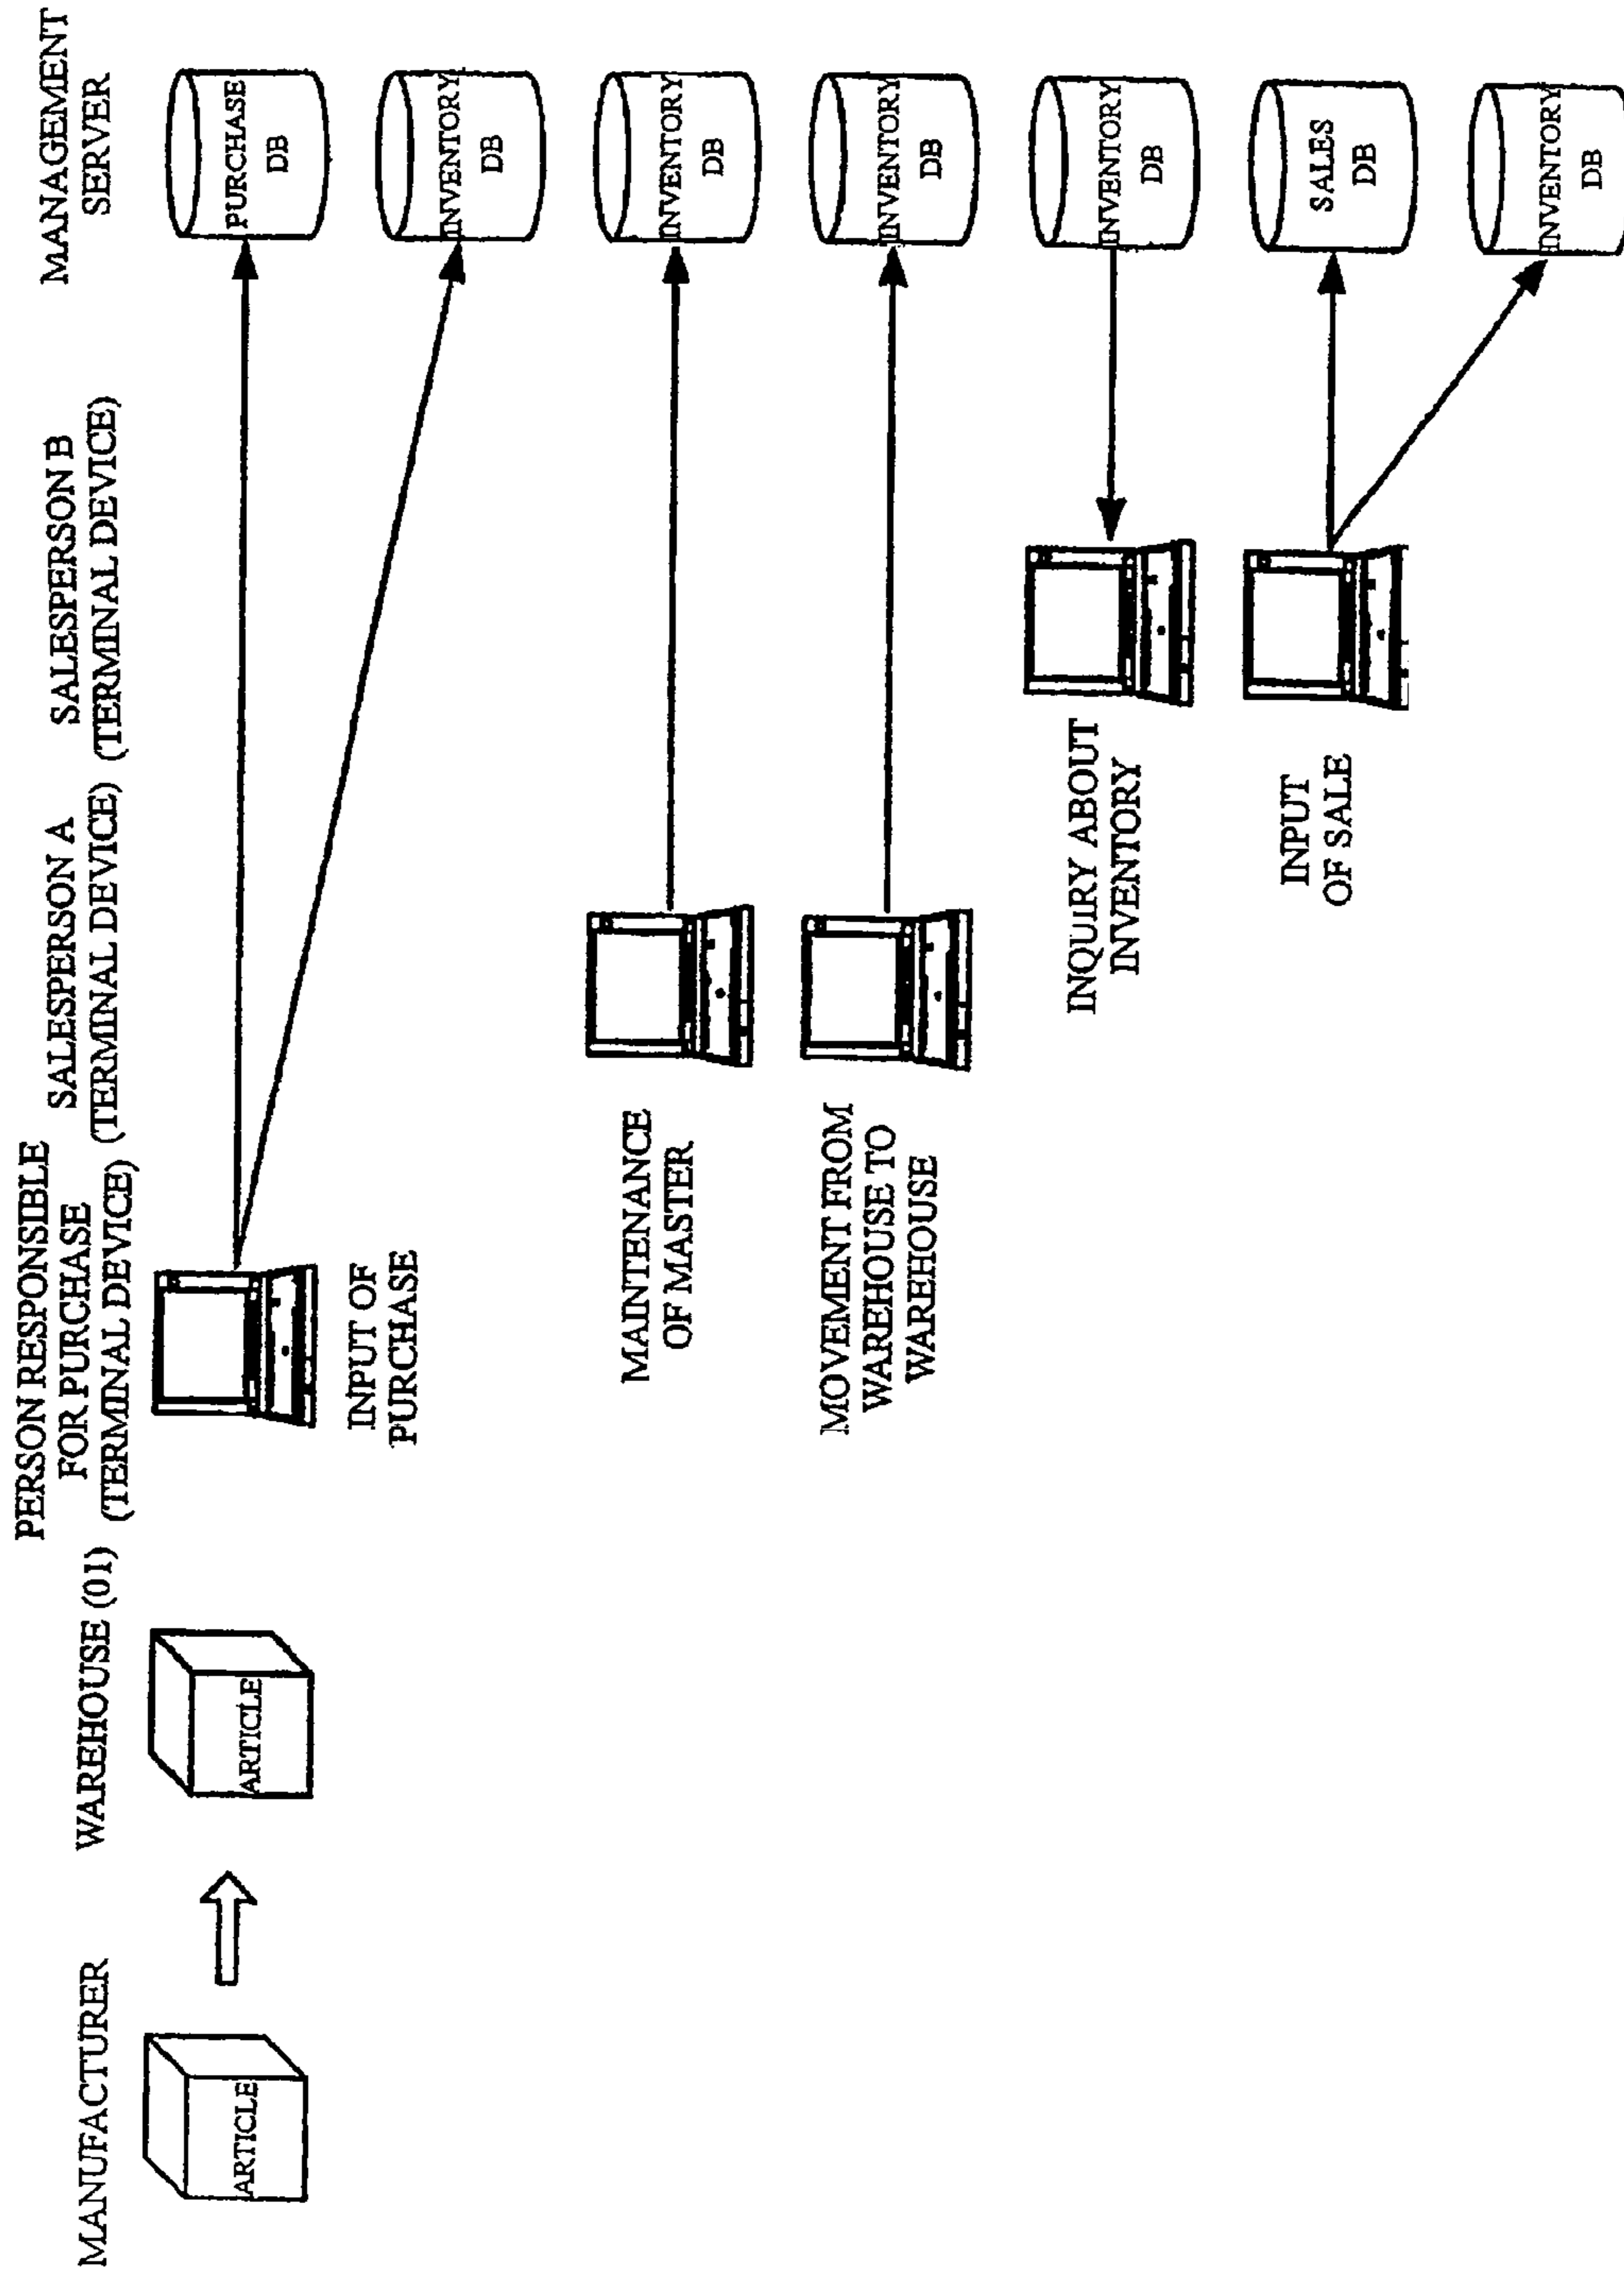 MANUFACTURER
WAREHOUSE (01)
PERSON RESPONSIBLE
FOR PURCHASE
(TERMINAL DEVICE)
SALESPERSON A
(TERMINAL DEVICE)
SALESPERSON B
(TERMINAL DEVICE)
MANAGEMENT
SERVER
ARTICLE
ARTICLE
INPUT OF
PURCHASE
PURCHASE
DB
INVENTORY
DB
MAINTENANCE
OF MASTER
INVENTORY
DB
MOVEMENT FROM
WAREHOUSE TO
WAREHOUSE
INVENTORY
DB
INQUIRY ABOUT
INVENTORY
INVENTORY
DB
INPUT
OF SALE
SALES
DB
INVENTORY
DB